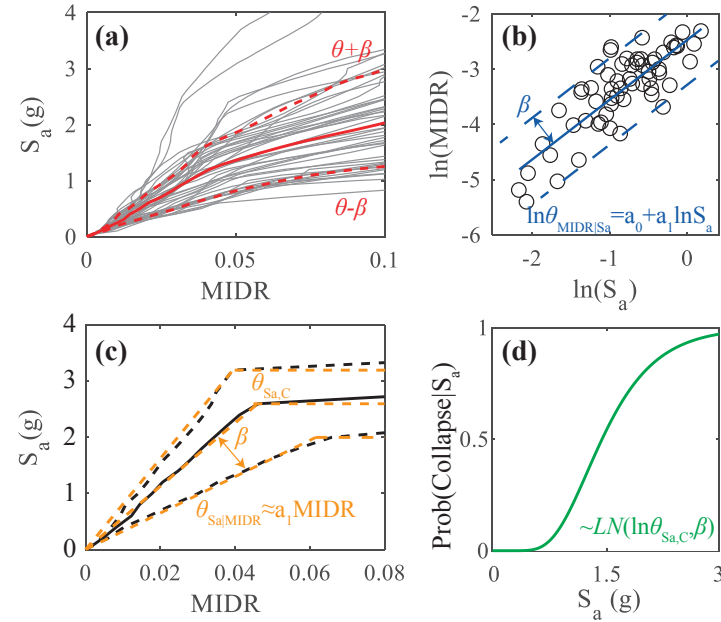 (a)
θ+β
θ-β
4
3
2
1
0
0
0.05
0.1
S_a(g)
MIDR
(b)
β
lnθ_MIDR|Sa=a_0+a_1lnS_a
-2
-3
-4
-5
-6
-2
-1
0
1
ln(MIDR)
ln(S_a)
(c)
θ_Sa,C
β
θ_Sa|MIDR≈a_1MIDR
4
3
2
1
0
0
0.02
0.04
0.06
0.08
S_a(g)
MIDR
(d)
~LN(lnθ_Sa,C,β)
1
0.5
0
0
1.5
3
Prob(Collapse|S_a)
S_a (g)